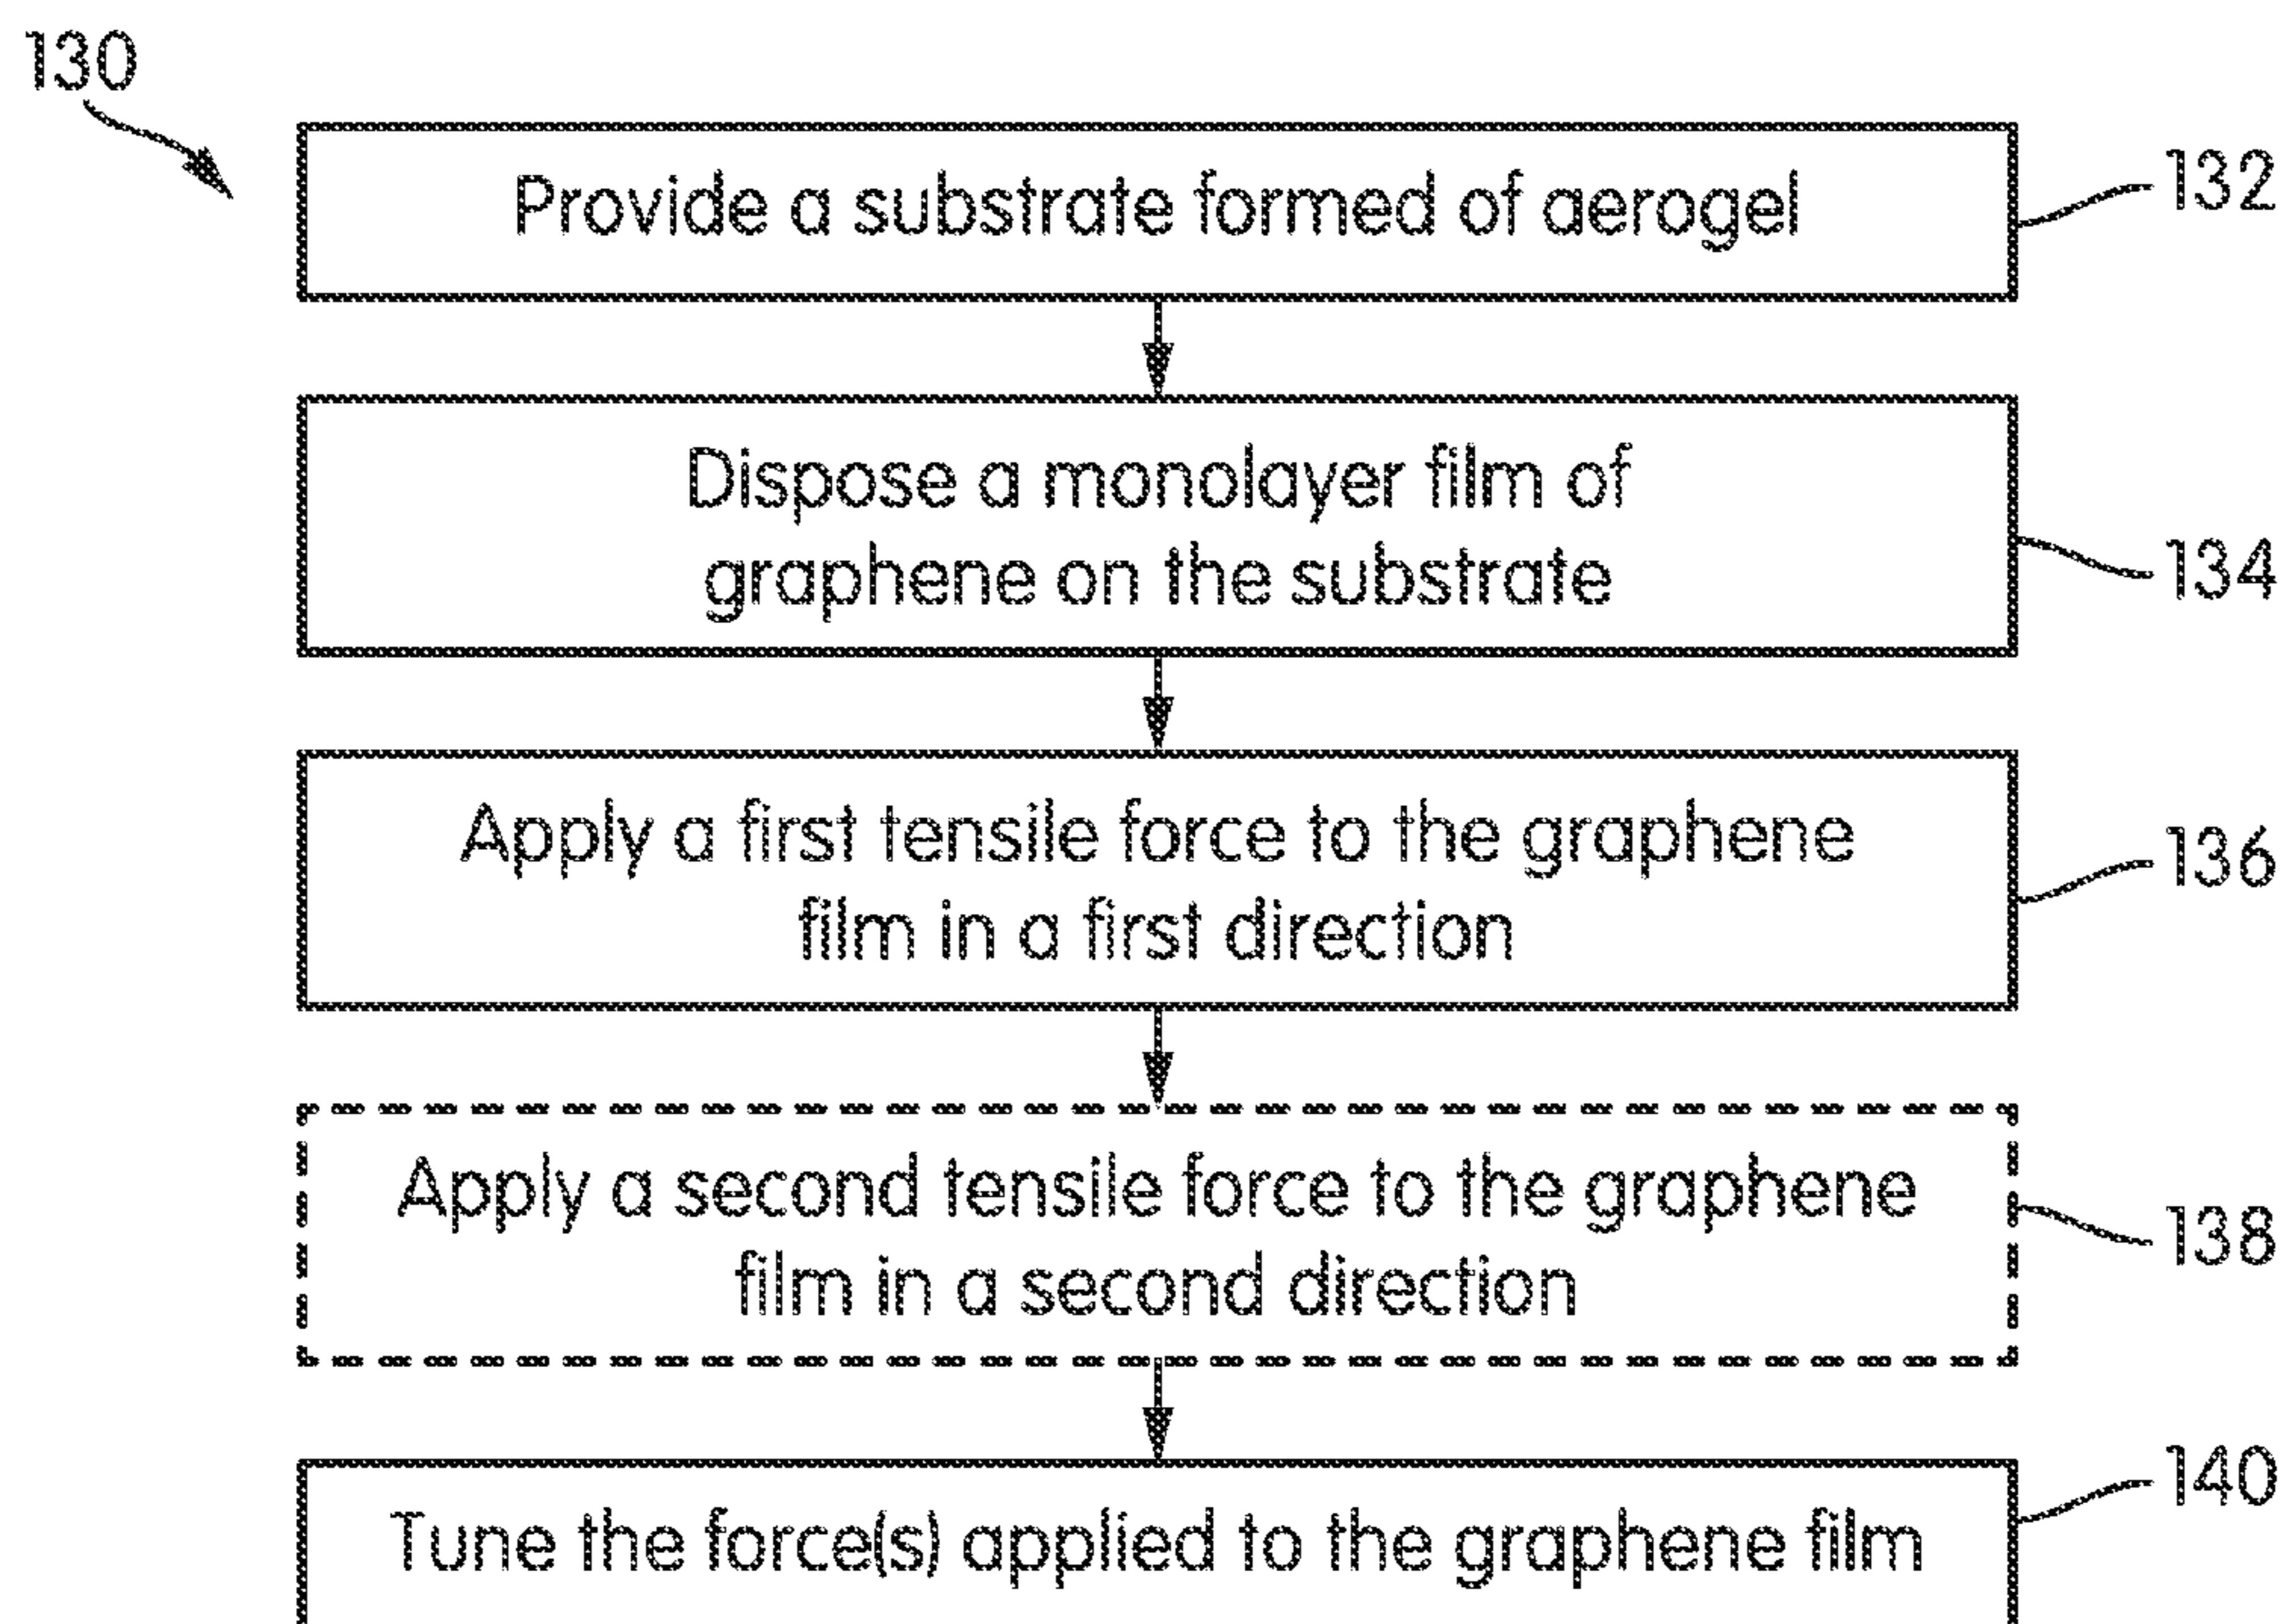 130
Provide a substrate formed of aerogel
132
Dispose a monolayer film of
graphene on the substrate
134
Apply a first tensile force to the graphene
film in a first direction
136
Apply a second tensile force to the graphene
film in a second direction
138
Tune the force(s) applied to the graphene film
140